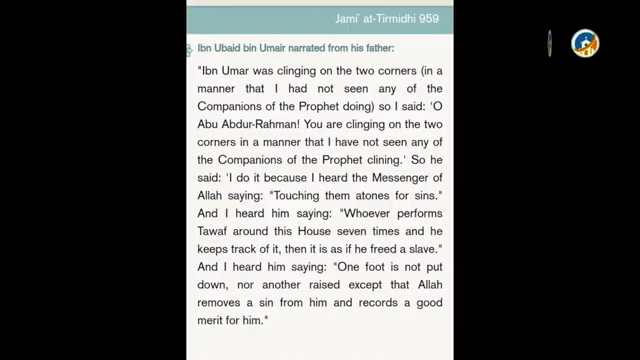 Jami` at-Tirmidhi 959
Ibn Ubaid bin Umair narrated from his father:
"Ibn Umar was clinging on the two corners (in a
manner that I had not seen any of the
Companions of the Prophet doing) so I said: 'O
Abu Abdur-Rahman! You are clinging on the two
corners in a manner that I have not seen any of
the Companions of the Prophet clining.' So he
said: 'I do it because I heard the Messenger of
Allah saying: "Touching them atones for sins."
And I heard him saying: "Whoever performs
Tawaf around this House seven times and he
keeps track of it, then it is as if he freed a slave."
And I heard him saying: "One foot is not put
down, nor another raised except that Allah
removes a sin from him and records a good
merit for him."